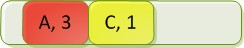 A, 3 C, 1